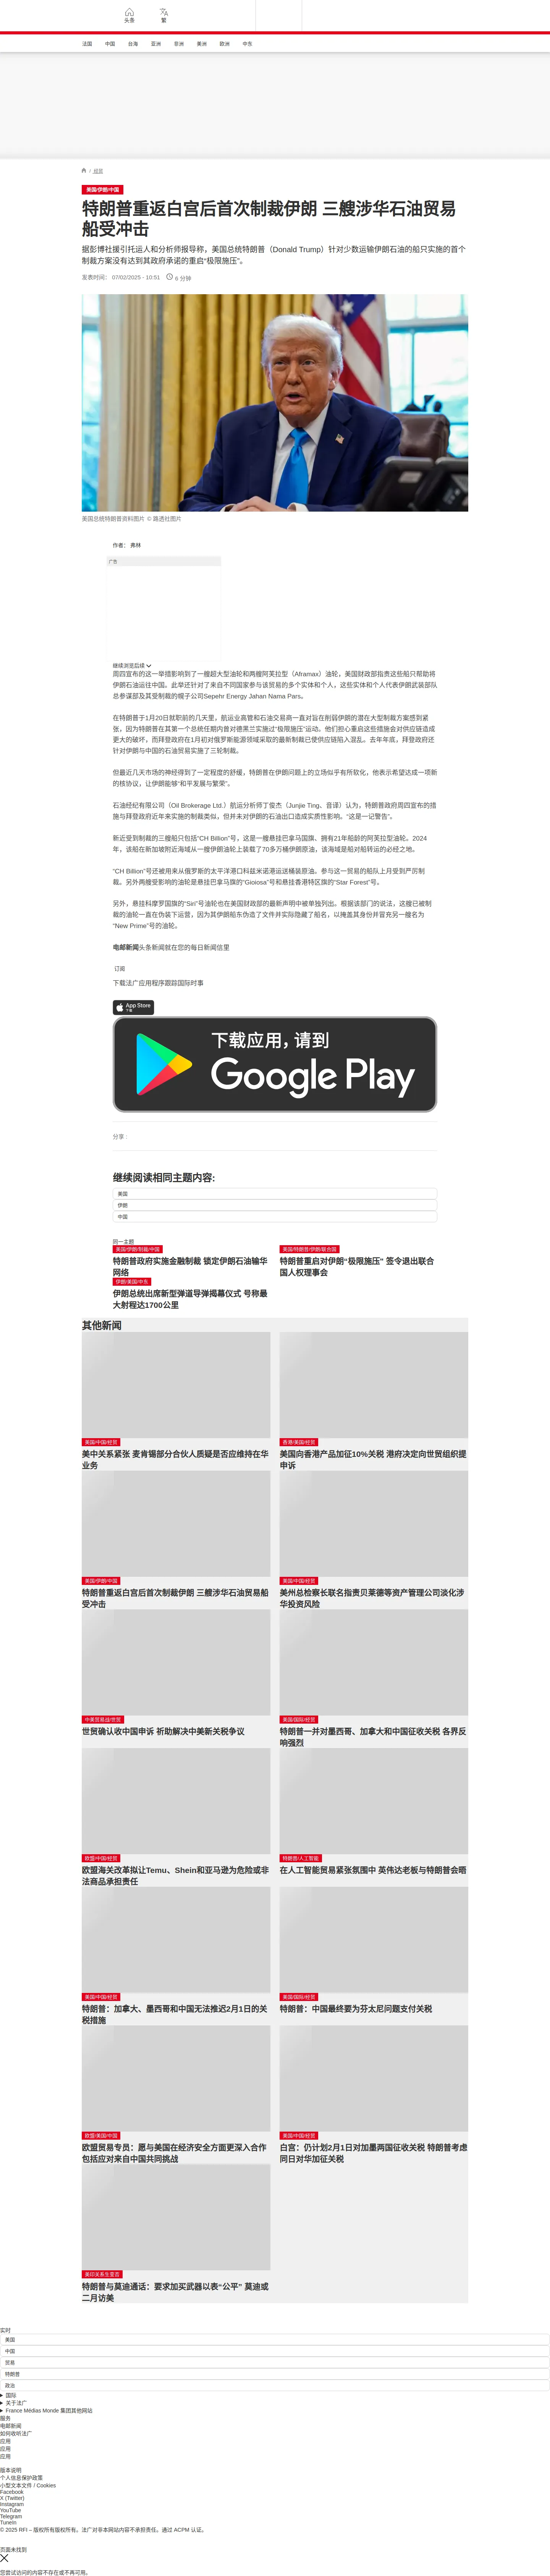 头条
繁
法国 中国 台海 亚洲 非洲 美洲 欧洲 中东
/ 经贸
美国/伊朗/中国
特朗普重返白宫后首次制裁伊朗 三艘涉华石油贸易
船受冲击
据彭博社援引托运人和分析师报导称，美国总统特朗普（Donald Trump）针对少数运输伊朗石油的船只实施的首个
制裁方案没有达到其政府承诺的重启“极限施压”。
发表时间： 07/02/2025 - 10:51 6 分钟
美国总统特朗普资料图片 © 路透社图片
作者： 弗林
广告
继续浏览后续
周四宣布的这一举措影响到了一艘超大型油轮和两艘阿芙拉型（Aframax）油轮，美国财政部指责这些船只帮助将
伊朗石油运往中国。此举还针对了来自不同国家参与该贸易的多个实体和个人，这些实体和个人代表伊朗武装部队
总参谋部及其受制裁的幌子公司Sepehr Energy Jahan Nama Pars。
在特朗普于1月20日就职前的几天里，航运业高管和石油交易商一直对旨在削弱伊朗的潜在大型制裁方案感到紧
张，因为特朗普在其第一个总统任期内曾对德黑兰实施过“极限施压”运动。他们担心重启这些措施会对供应链造成
更大的破坏，而拜登政府在1月初对俄罗斯能源领域采取的最新制裁已使供应链陷入混乱。去年年底，拜登政府还
针对伊朗与中国的石油贸易实施了三轮制裁。
但最近几天市场的神经得到了一定程度的舒缓，特朗普在伊朗问题上的立场似乎有所软化，他表示希望达成一项新
的核协议，让伊朗能够“和平发展与繁荣”。
石油经纪有限公司（Oil Brokerage Ltd.）航运分析师丁俊杰（Junjie Ting、音译）认为，特朗普政府周四宣布的措
施与拜登政府近年来实施的制裁类似，但并未对伊朗的石油出口造成实质性影响。“这是一记警告”。
新近受到制裁的三艘船只包括“CH Billion”号，这是一艘悬挂巴拿马国旗、拥有21年船龄的阿芙拉型油轮。2024
年，该船在新加坡附近海域从一艘伊朗油轮上装载了70多万桶伊朗原油，该海域是船对船转运的必经之地。
“CH Billion”号还被用来从俄罗斯的太平洋港口科兹米诺港运送桶装原油。参与这一贸易的船队上月受到严厉制
裁。另外两艘受影响的油轮是悬挂巴拿马旗的“Gioiosa”号和悬挂香港特区旗的“Star Forest”号。
另外，悬挂科摩罗国旗的“Siri”号油轮也在美国财政部的最新声明中被单独列出。根据该部门的说法，这艘已被制
裁的油轮一直在伪装下运营，因为其伊朗船东伪造了文件并实际隐藏了船名，以掩盖其身份并冒充另一艘名为
“New Prime”号的油轮。
电邮新闻头条新闻就在您的每日新闻信里
订阅
下载法广应用程序跟踪国际时事
App Store
下载
下载应用，请到
Google Play
分享 :
继续阅读相同主题内容:
美国
伊朗
中国
同一主题
美国/伊朗/制裁/中国
特朗普政府实施金融制裁 锁定伊朗石油输华
网络
美国/特朗普/伊朗/联合国
特朗普重启对伊朗“极限施压” 签令退出联合
国人权理事会
伊朗/美国/中东
伊朗总统出席新型弹道导弹揭幕仪式 号称最
大射程达1700公里
其他新闻
美国/中国/经贸
美中关系紧张 麦肯锡部分合伙人质疑是否应维持在华
业务
香港/美国/经贸
美国向香港产品加征10%关税 港府决定向世贸组织提
申诉
美国/伊朗/中国
特朗普重返白宫后首次制裁伊朗 三艘涉华石油贸易船
受冲击
美国/中国/经贸
美州总检察长联名指责贝莱德等资产管理公司淡化涉
华投资风险
中美贸易战/世贸
世贸确认收中国申诉 祈助解决中美新关税争议
美国/国际/经贸
特朗普一并对墨西哥、加拿大和中国征收关税 各界反
响强烈
欧盟/中国/经贸
欧盟海关改革拟让Temu、Shein和亚马逊为危险或非
法商品承担责任
特朗普/人工智能
在人工智能贸易紧张氛围中 英伟达老板与特朗普会晤
美国/中国/经贸
特朗普：加拿大、墨西哥和中国无法推迟2月1日的关
税措施
美国/国际/经贸
特朗普：中国最终要为芬太尼问题支付关税
欧盟/美国/中国
欧盟贸易专员：愿与美国在经济安全方面更深入合作
包括应对来自中国共同挑战
美国/中国/经贸
白宫：仍计划2月1日对加墨两国征收关税 特朗普考虑
同日对华加征关税
美印关系生意否
特朗普与莫迪通话：要求加买武器以表“公平” 莫迪或
二月访美
实时
美国
中国
贸易
特朗普
政治
国际
关于法广
France Médias Monde 集团其他网站
服务
电邮新闻
如何收听法广
应用
应用
应用
版本说明
个人信息保护政策
小型文本文件 / Cookies
Facebook
X (Twitter)
Instagram
YouTube
Telegram
TuneIn
© 2025 RFI – 版权所有版权所有。法广对非本网站内容不承担责任。通过 ACPM 认证。
页面未找到
您尝试访问的内容不存在或不再可用。